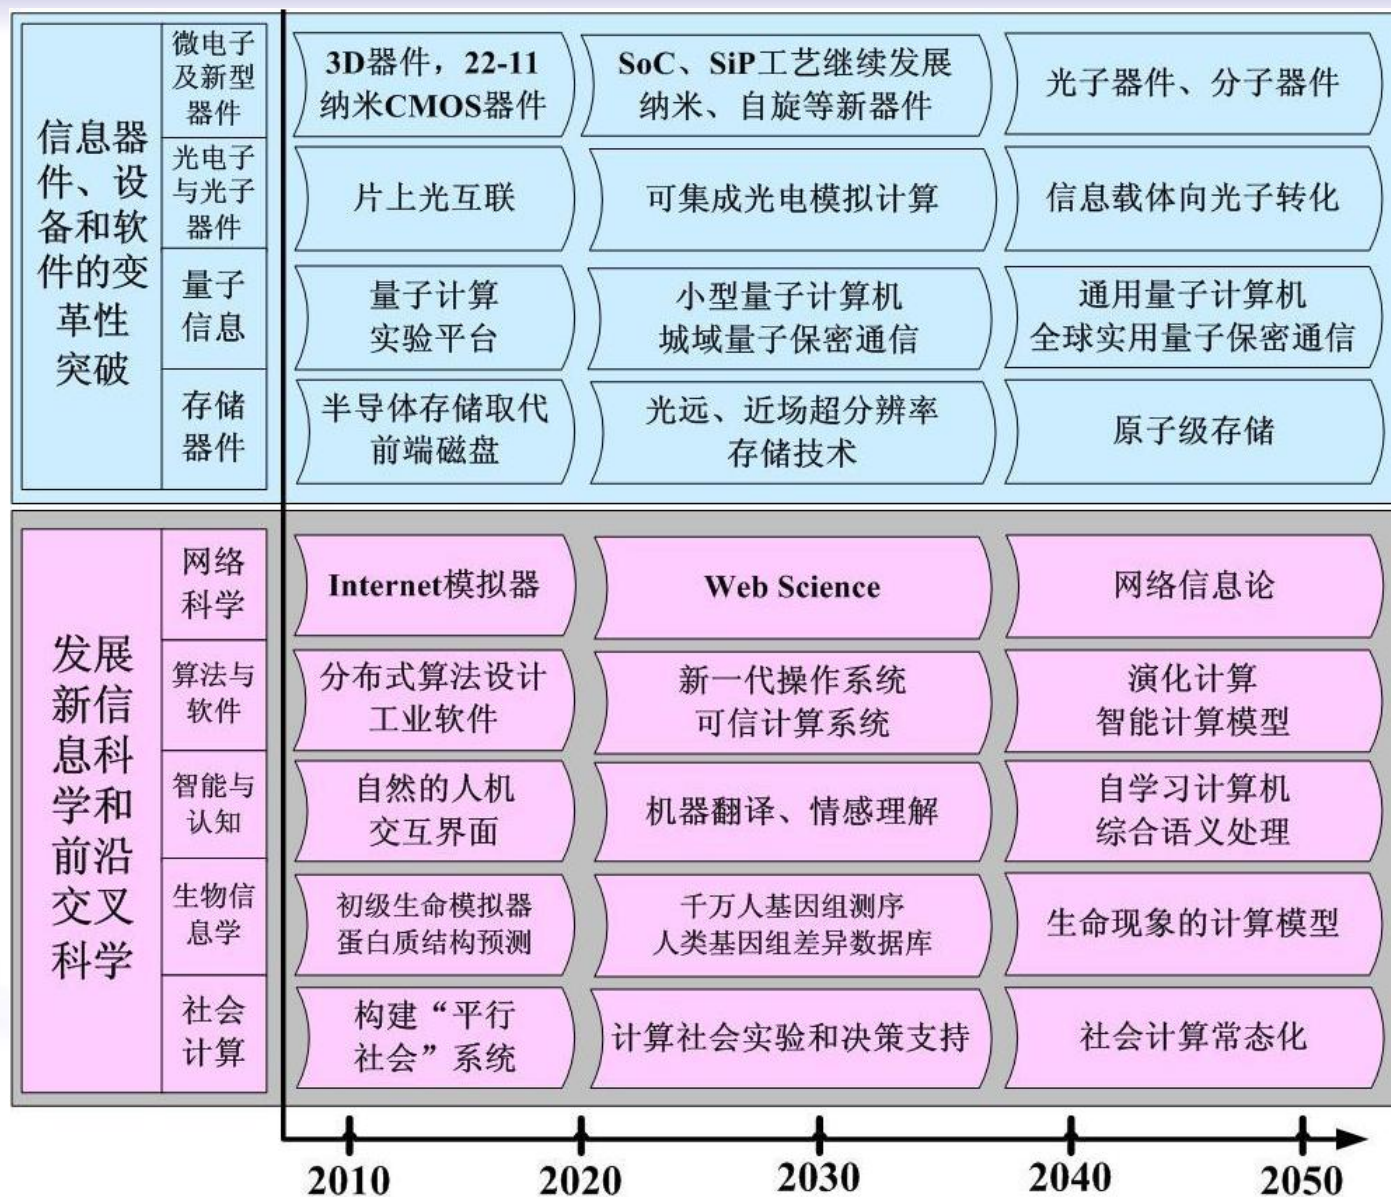 信息器
件、设
备和软
件的变
革性
突破
微电子
及新型
器件
3D器件，22-11
纳米CMOS器件
SoC、SiP工艺继续发展
纳米、自旋等新器件
光子器件、分子器件
光电子
与光子
器件
片上光互联
可集成光电模拟计算
信息载体向光子转化
量子
信息
量子计算
实验平台
小型量子计算机
城域量子保密通信
通用量子计算机
全球实用量子保密通信
存储
器件
半导体存储取代
前端磁盘
光远、近场超分辨率
存储技术
原子级存储
发展
新信
息科
学和
前沿
交叉
科学
网络
科学
Internet模拟器
Web Science
网络信息论
算法与
软件
分布式算法设计
工业软件
新一代操作系统
可信计算系统
演化计算
智能计算模型
智能与
认知
自然的人机
交互界面
机器翻译、情感理解
自学习计算机
综合语义处理
生物信
息学
初级生命模拟器
蛋白质结构预测
千万人基因组测序
人类基因组差异数据库
生命现象的计算模型
社会
计算
构建“平行
社会”系统
计算社会实验和决策支持
社会计算常态化
2010
2020
2030
2040
2050